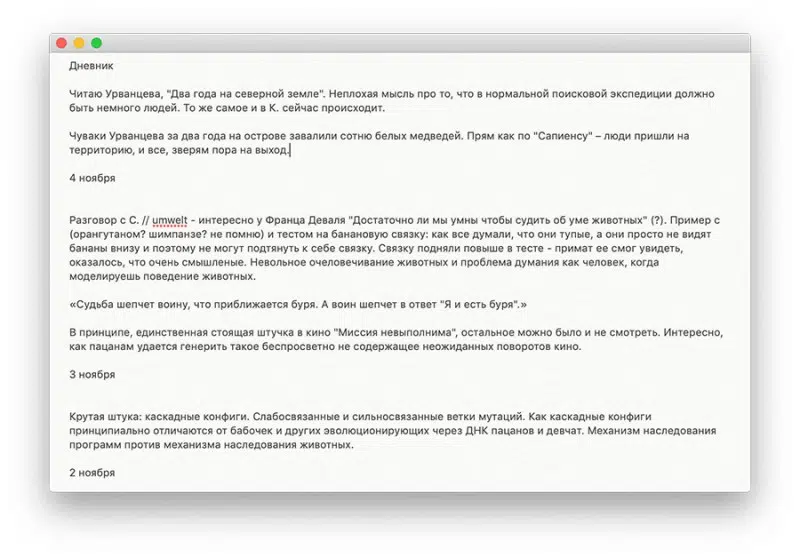 Дневник
Читаю Урванцева, "Два года на северной земле". Неплохая мысль про то, что в нормальной поисковой экспедиции должно
быть немного людей. То же самое и в К. сейчас происходит.
Чуваки Урванцева за два года на острове завалили сотню белых медведей. Прям как по "Сапиенсу" – люди пришли на
территорию, и все, зверям пора на выход.
4 ноября
Разговор с С. // umwelt - интересно у Франца Деваля "Достаточно ли мы умны чтобы судить об уме животных" (?). Пример с
(орангутаном? шимпанзе? не помню) и тестом на банановую связку: как все думали, что они тупые, а они просто не видят
бананы внизу и поэтому не могут подтянуть к себе связку. Связку подняли повыше в тесте - примат ее смог увидеть,
оказалось, что очень смышленые. Невольное очеловечивание животных и проблема думания как человек, когда
моделируешь поведение животных.
«Судьба шепчет воину, что приближается буря. А воин шепчет в ответ "Я и есть буря".»
В принципе, единственная стоящая штучка в кино "Миссия невыполнима", остальное можно было и не смотреть. Интересно,
как пацанам удается генерить такое беспросветно не содержащее неожиданных поворотов кино.
3 ноября
Крутая штука: каскадные конфиги. Слабосвязанные и сильносвязанные ветки мутаций. Как каскадные конфиги
принципиально отличаются от бабочек и других эволюционирующих через ДНК пацанов и девчат. Механизм наследования
программ против механизма наследования животных.
2 ноября